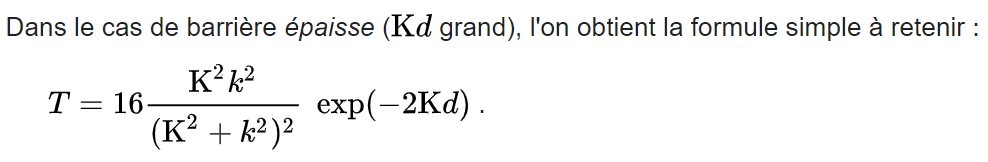 Dans le cas de barrière épaisse (Kd grand), l'on obtient la formule simple à retenir :
T = 16 K²k² / (K² + k²)² exp(−2Kd) .